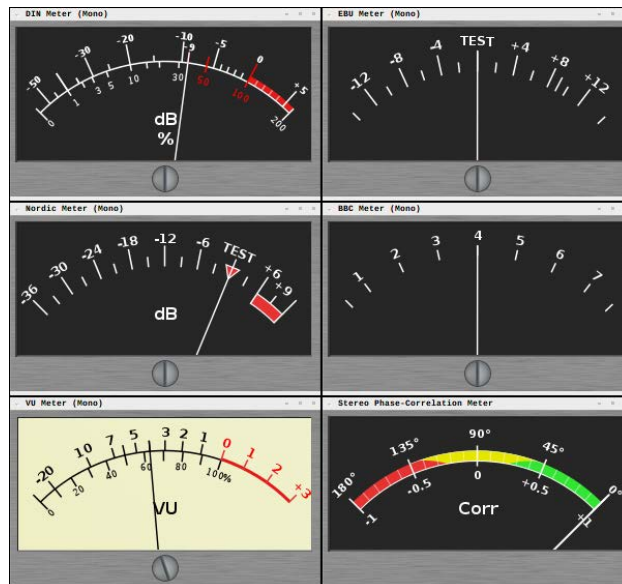 DIN Meter (Mono)
-50 -30 -20 -10 -9 -5 0 +5
0 1 3 5 10 30 50 100 200
dB
%
EBU Meter (Mono)
-12 -8 -4 TEST +4 +8 +12
Nordic Meter (Mono)
-36 -30 -24 -18 -12 -6 TEST +6 +9
dB
BBC Meter (Mono)
1 2 3 4 5 6 7
VU Meter (Mono)
-20 10 7 5 3 2 1 0 1 2 +3
0 20 40 60 80 100%
VU
Stereo Phase-Correlation Meter
180° 135° 90° 45° 0°
-1 -0.5 0 +0.5 +1
Corr